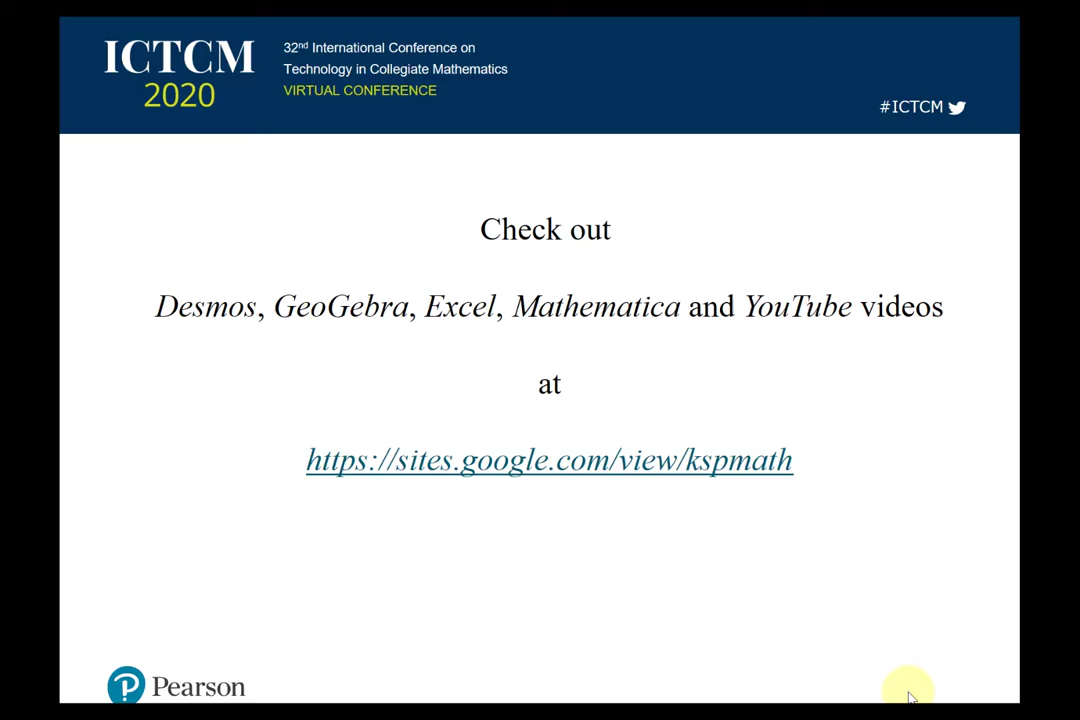 ICTCM
2020
32nd International Conference on
Technology in Collegiate Mathematics
VIRTUAL CONFERENCE
#ICTCM
Check out
Desmos, GeoGebra, Excel, Mathematica and YouTube videos
at
https://sites.google.com/view/kspmath
Pearson